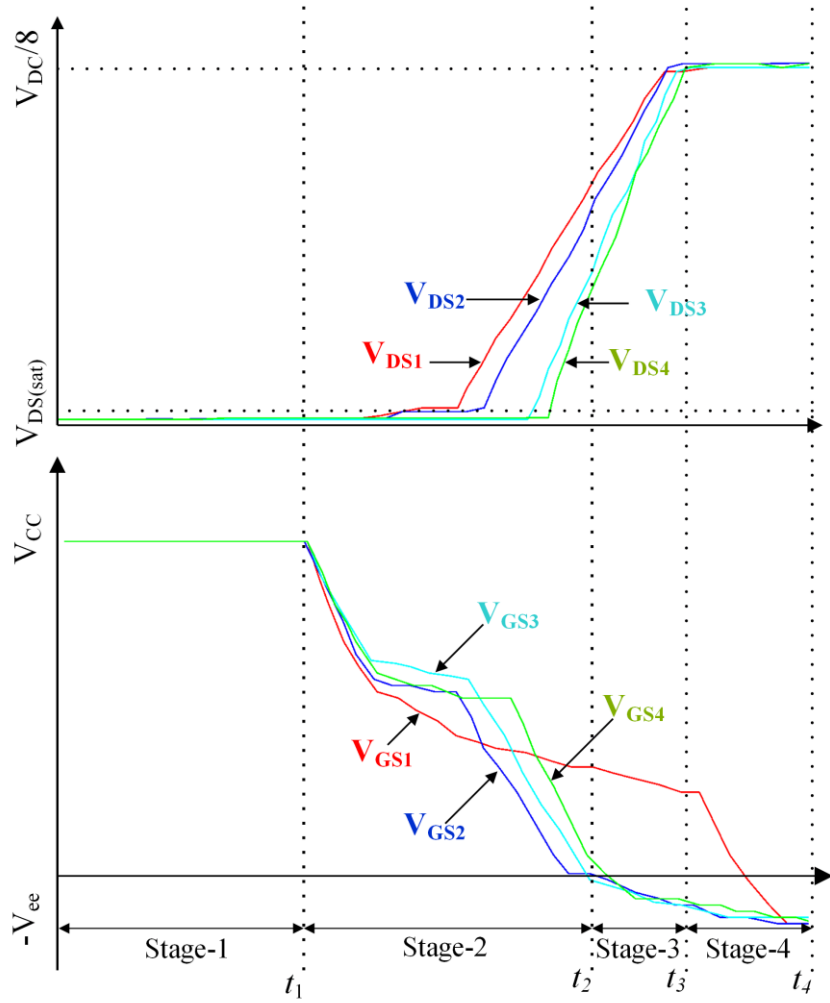 V_DC/8
V_DS(sat)
V_DS2
V_DS3
V_DS1
V_DS4
V_CC
-V_ee
V_GS3
V_GS4
V_GS1
V_GS2
Stage-1
Stage-2
Stage-3
Stage-4
t_1
t_2
t_3
t_4